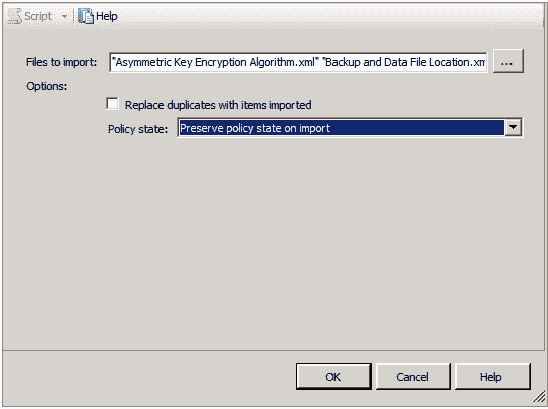 Script Help
Files to import: "Asymmetric Key Encryption Algorithm.xml" "Backup and Data File Location.xm ...
Options:
Replace duplicates with items imported
Policy state: Preserve policy state on import
OK Cancel Help